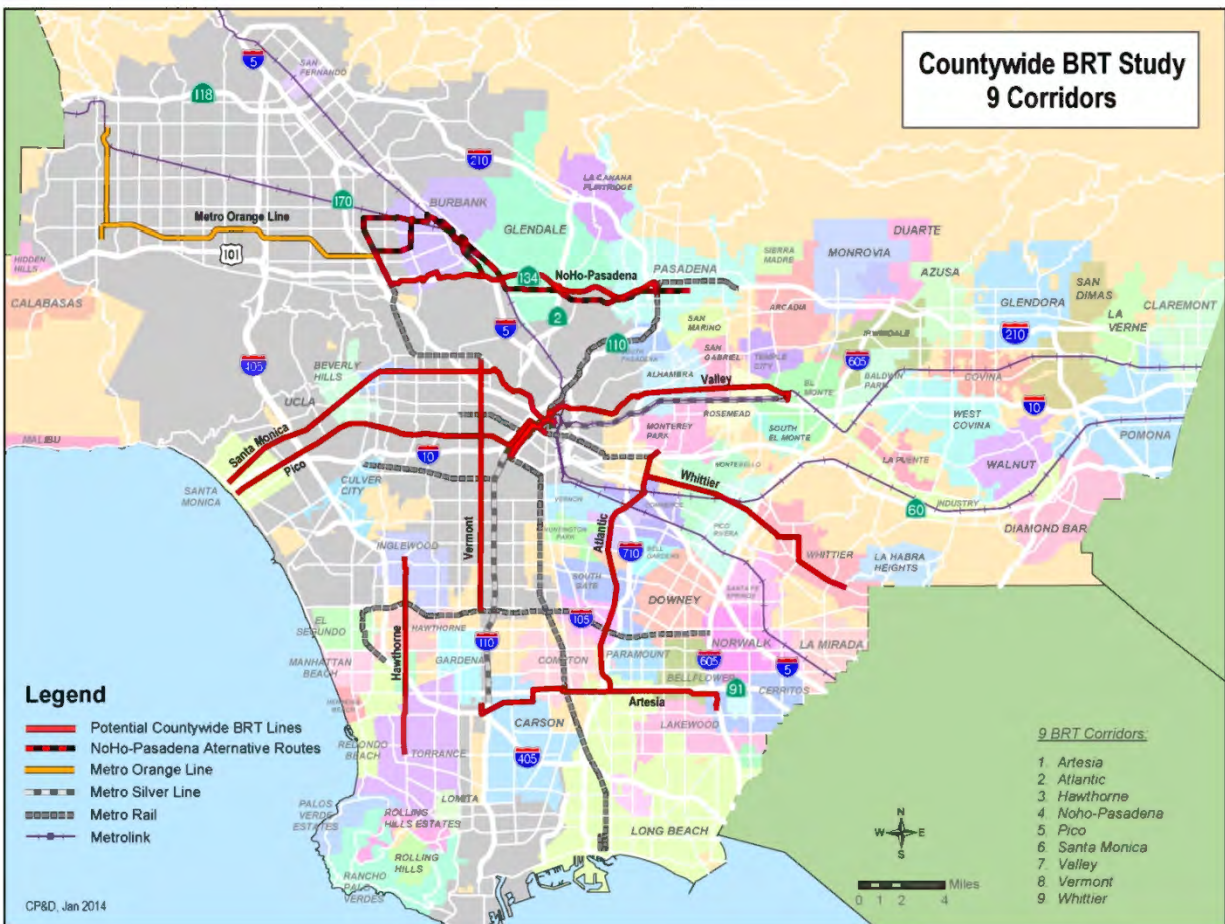 Countywide BRT Study
9 Corridors
SAN
FERNANDO
5
118
210
LA CANANA
FLINTRIDGE
170
BURBANK
Metro Orange Line
GLENDALE
101
HIDDEN
HILLS
CALABASAS
NoHo-Pasadena
134
PASADENA
2
5
SIERRA
MADRE
MONROVIA
DUARTE
AZUSA
ARCADIA
GLENDORA
SAN
DIMAS
LA
VERNE
CLAREMONT
210
SAN
MARINO
110
SOUTH
PASADENA
SAN
GABRIEL
TEMPLE
CITY
IRWINDALE
605
BALDWIN
PARK
COVINA
405
BEVERLY
HILLS
UCLA
ALHAMBRA
Valley
EL
MONTE
ROSEMEAD
WEST
COVINA
10
POMONA
MALIBU
Santa Monica
Pico
10
MONTEREY
PARK
SOUTH
EL MONTE
LA PUENTE
WALNUT
SANTA
MONICA
CULVER
CITY
MONTEBELLO
Whittier
INDUSTRY
60
DIAMOND BAR
VERNON
COMMERCE
Vermont
HUNTINGTON
PARK
Atlantic
PICO
RIVERA
WHITTIER
LA HABRA
HEIGHTS
INGLEWOOD
710
BELL
GARDENS
SOUTH
GATE
DOWNEY
SANTA FE
SPRINGS
EL
SEGUNDO
HAWTHORNE
105
110
NORWALK
LA MIRADA
MANHATTAN
BEACH
Hawthorne
GARDENA
COMPTON
PARAMOUNT
605
5
BELLFLOWER
91
CERRITOS
Artesia
CARSON
LAKEWOOD
REDONDO
BEACH
TORRANCE
405
LOMITA
PALOS
VERDE
ESTATES
ROLLING
HILLS ESTATES
ROLLING
HILLS
RANCHO
PALOS
VERDES
LONG BEACH
Legend
Potential Countywide BRT Lines
NoHo-Pasadena Aternative Routes
Metro Orange Line
Metro Silver Line
Metro Rail
Metrolink
CP&D, Jan 2014
N
W E
S
0 1 2 4 Miles
9 BRT Corridors:
1. Artesia
2 Atlantic
3. Hawthorne
4. Noho-Pasadena
5 Pico
6. Santa Monica
7. Valley
8. Vermont
9 Whittier